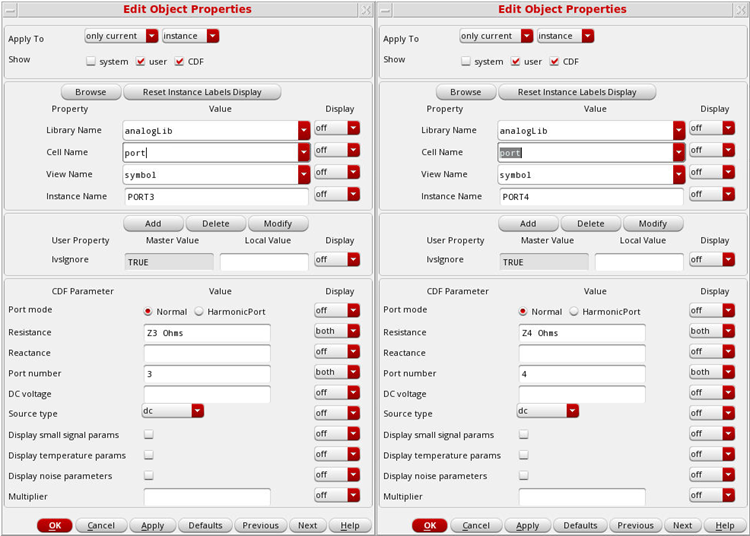 Edit Object Properties
Apply To only current instance
Show system user CDF
Browse Reset Instance Labels Display
Property Value Display
Library Name analogLib off
Cell Name port off
View Name symbol off
Instance Name PORT3 off
Add Delete Modify
User Property Master Value Local Value Display
lvsIgnore TRUE off
CDF Parameter Value Display
Port mode Normal HarmonicPort off
Resistance Z3 Ohms both
Reactance off
Port number 3 both
DC voltage off
Source type dc off
Display small signal params off
Display temperature params off
Display noise parameters off
Multiplier off
OK Cancel Apply Defaults Previous Next Help
Edit Object Properties
Apply To only current instance
Show system user CDF
Browse Reset Instance Labels Display
Property Value Display
Library Name analogLib off
Cell Name port off
View Name symbol off
Instance Name PORT4 off
Add Delete Modify
User Property Master Value Local Value Display
lvsIgnore TRUE off
CDF Parameter Value Display
Port mode Normal HarmonicPort off
Resistance Z4 Ohms both
Reactance off
Port number 4 both
DC voltage off
Source type dc off
Display small signal params off
Display temperature params off
Display noise parameters off
Multiplier off
OK Cancel Apply Defaults Previous Next Help